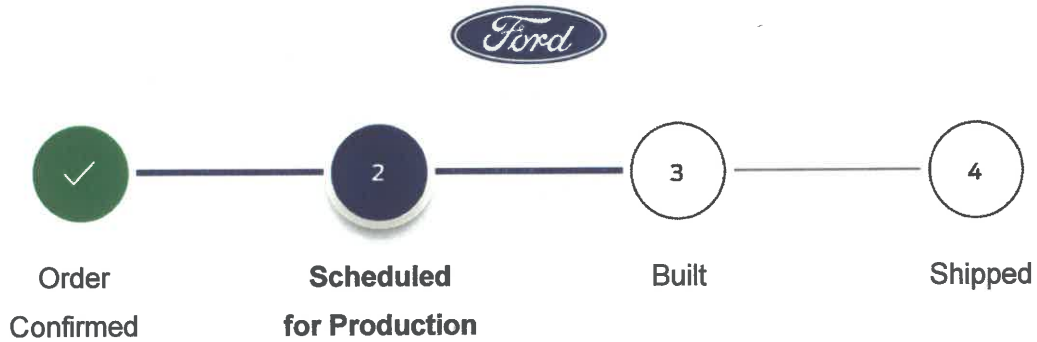 Ford
2
3
4
Order
Confirmed
Scheduled
for Production
Built
Shipped